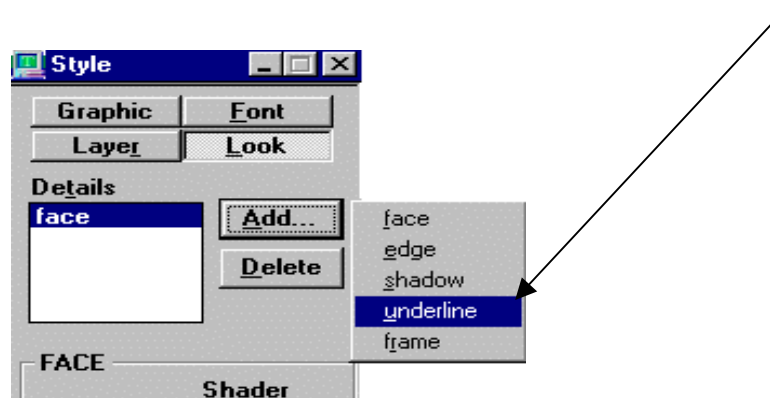 Style
Graphic Font
Layer Look
Details
face
Add...
Delete
face
edge
shadow
underline
frame
FACE
Shader